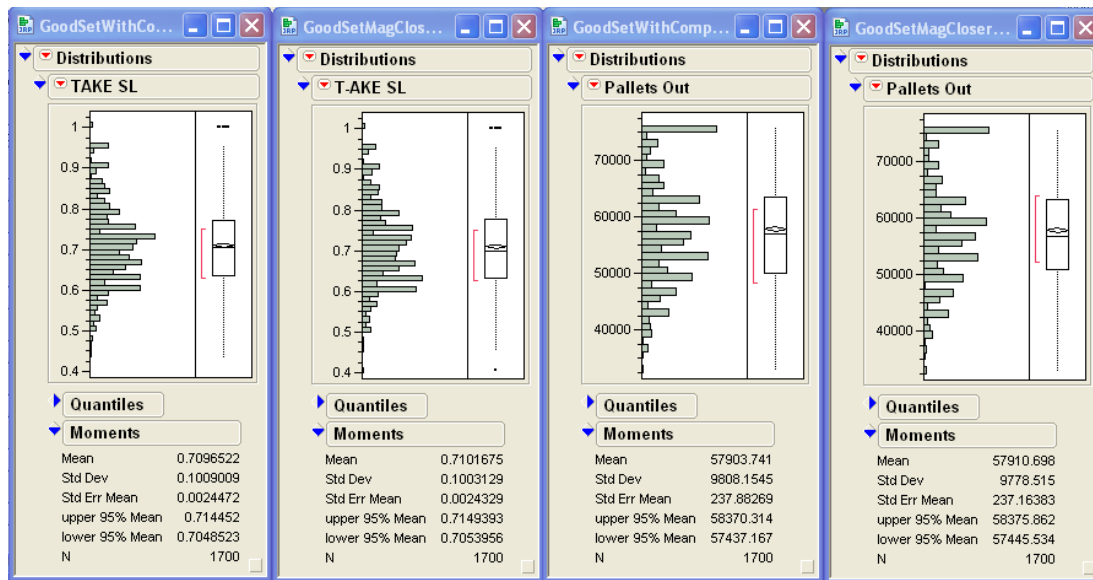 GoodSetWithCo...
Distributions
TAKE SL
1
0.9
0.8
0.7
0.6
0.5
0.4
Quantiles
Moments
Mean 0.7096522
Std Dev 0.1009009
Std Err Mean 0.0024472
upper 95% Mean 0.714452
lower 95% Mean 0.7048523
N 1700
GoodSetMagClos...
Distributions
T-AKE SL
1
0.9
0.8
0.7
0.6
0.5
0.4
Quantiles
Moments
Mean 0.7101675
Std Dev 0.1003129
Std Err Mean 0.0024329
upper 95% Mean 0.7149393
lower 95% Mean 0.7053956
N 1700
GoodSetWithComp...
Distributions
Pallets Out
70000
60000
50000
40000
Quantiles
Moments
Mean 57903.741
Std Dev 9808.1545
Std Err Mean 237.88269
upper 95% Mean 58370.314
lower 95% Mean 57437.167
N 1700
GoodSetMagCloser...
Distributions
Pallets Out
70000
60000
50000
40000
Quantiles
Moments
Mean 57910.698
Std Dev 9778.515
Std Err Mean 237.16383
upper 95% Mean 58375.862
lower 95% Mean 57445.534
N 1700